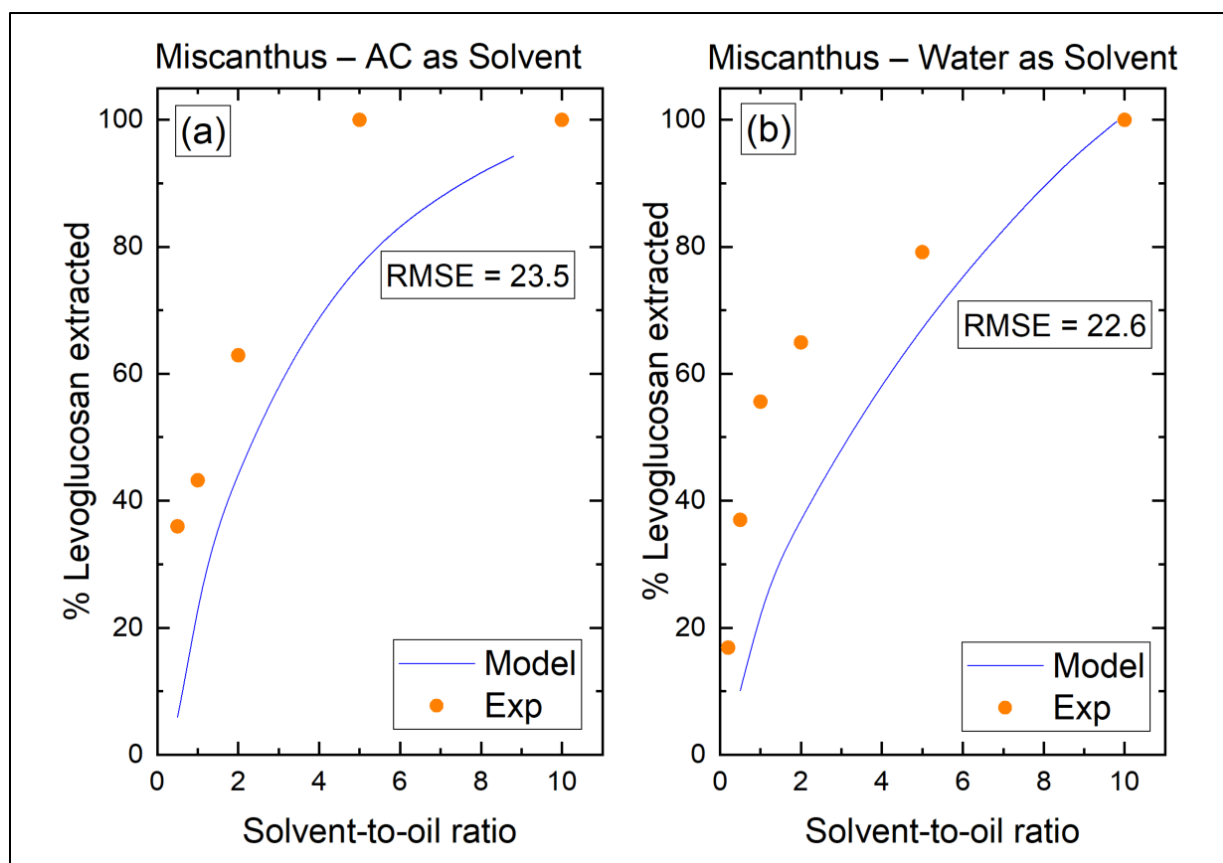 Miscanthus – AC as Solvent
(a)
% Levoglucosan extracted
100
80
60
40
20
0
RMSE = 23.5
Model
Exp
0 2 4 6 8 10
Solvent-to-oil ratio
Miscanthus – Water as Solvent
(b)
% Levoglucosan extracted
100
80
60
40
20
0
RMSE = 22.6
Model
Exp
0 2 4 6 8 10
Solvent-to-oil ratio